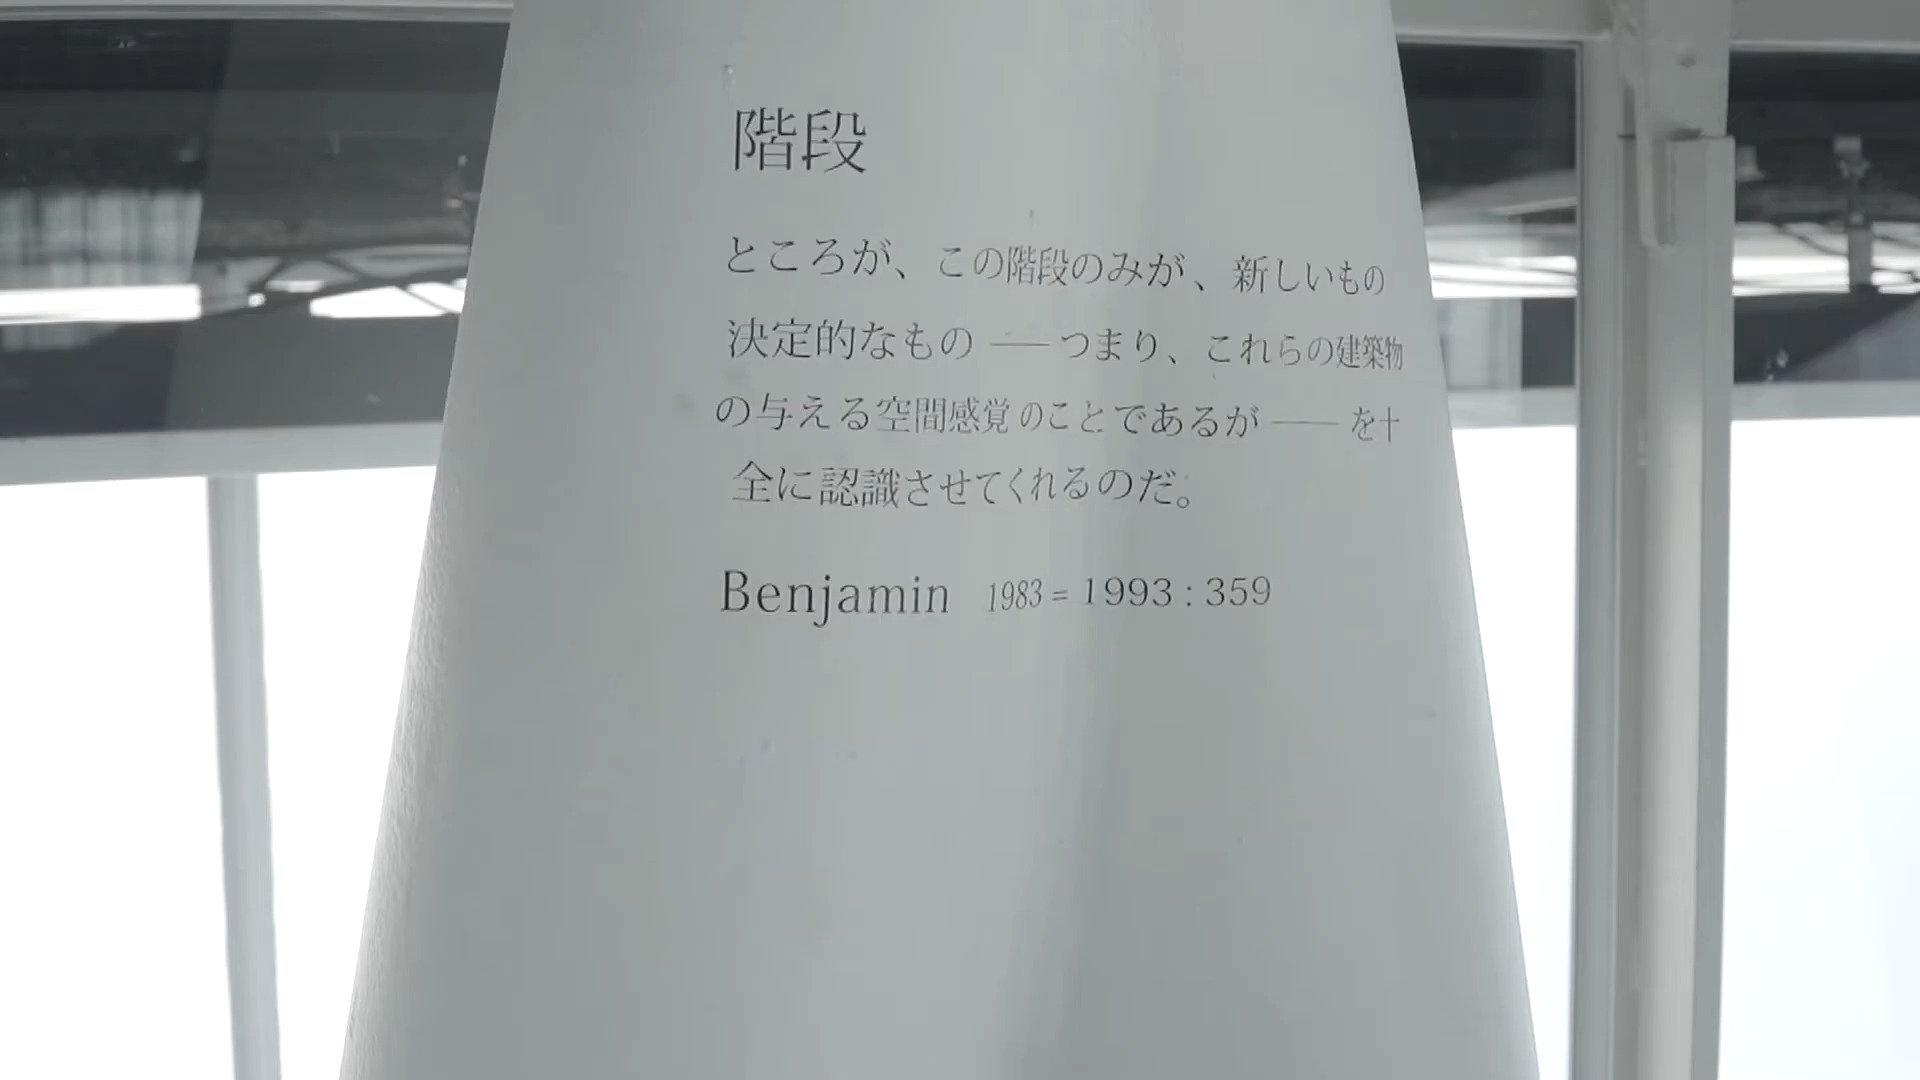 階段
ところが、この階段のみが、新しいもの
決定的なもの ―― つまり、これらの建築物
の与える空間感覚のことであるが ―― を十
全に認識させてくれるのだ。
Benjamin 1983 = 1993 : 359